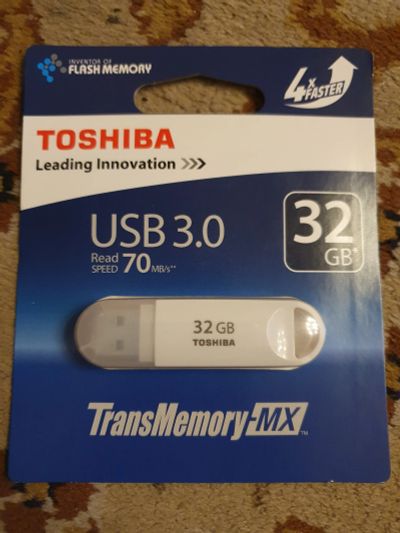 INVENTOR OF
FLASH MEMORY
4x FASTER
TOSHIBA
Leading Innovation >>>
USB 3.0
Read
SPEED 70 MB/s**
32
GB*
32 GB
TOSHIBA
TransMemory-MX™